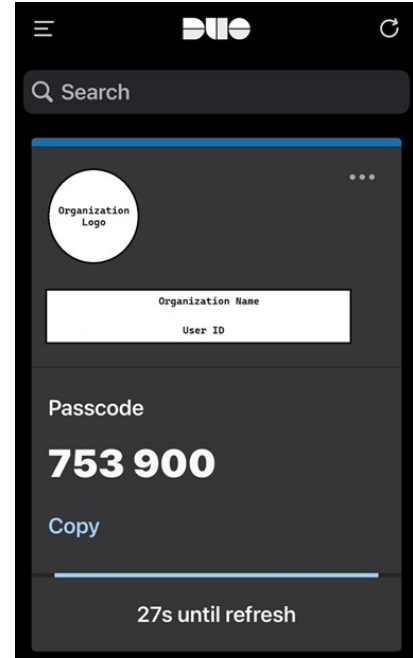 DUO
Search
Organization
Logo
Organization Name
User ID
Passcode
753 900
Copy
27s until refresh